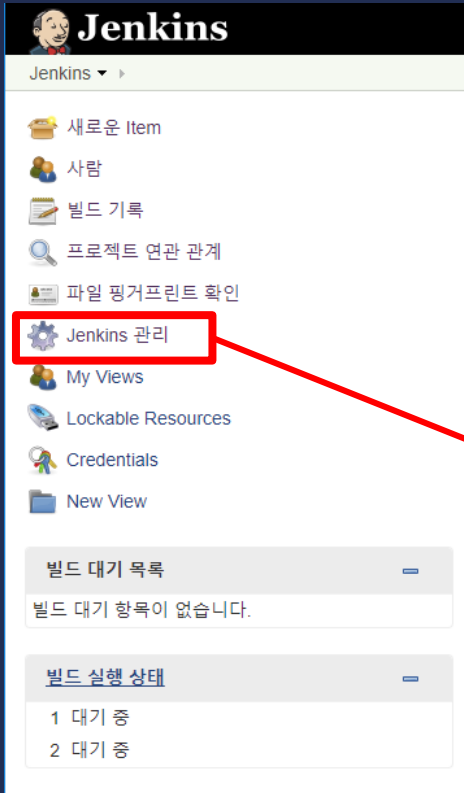 Jenkins
Jenkins
새로운 Item
사람
빌드 기록
프로젝트 연관 관계
파일 핑거프린트 확인
Jenkins 관리
My Views
Lockable Resources
Credentials
New View
빌드 대기 목록
빌드 대기 항목이 없습니다.
빌드 실행 상태
1 대기 중
2 대기 중